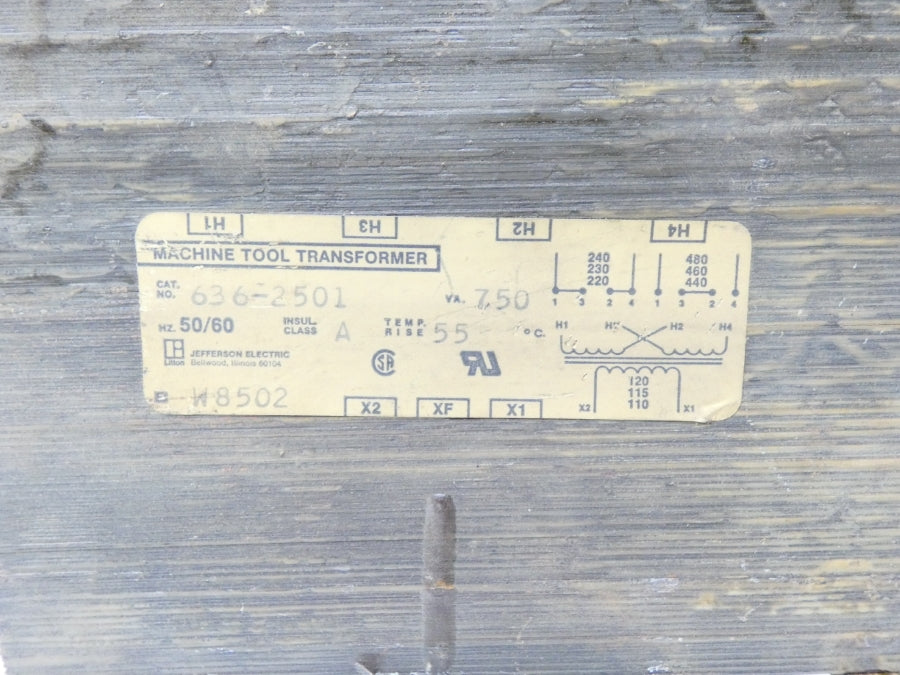 H1 H3 H2 H4
MACHINE TOOL TRANSFORMER
CAT. NO. 636-2501 VA. 750
HZ. 50/60 INSUL. CLASS A TEMP. RISE 55 °C.
Litton JEFFERSON ELECTRIC
Bellwood, Illinois 60104
W8502
X2 XF X1
240 480
230 460
220 440
1 3 2 4 1 3 2 4
H1 H2 H4
120
115
110
X2 X1